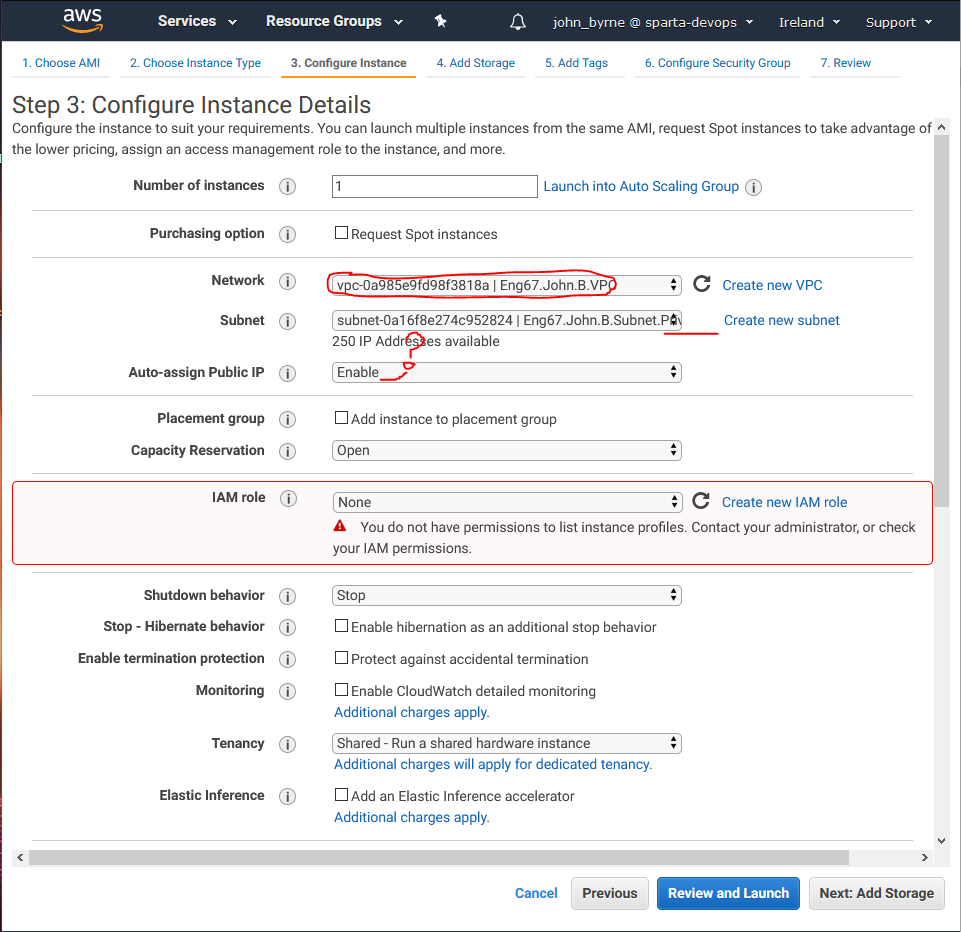 aws Services Resource Groups john_byrne @ sparta-devops Ireland Support
1. Choose AMI 2. Choose Instance Type 3. Configure Instance 4. Add Storage 5. Add Tags 6. Configure Security Group 7. Review
Step 3: Configure Instance Details
Configure the instance to suit your requirements. You can launch multiple instances from the same AMI, request Spot instances to take advantage of
the lower pricing, assign an access management role to the instance, and more.
Number of instances i 1 Launch into Auto Scaling Group i
Purchasing option i Request Spot instances
Network i vpc-0a985e9fd98f3818a | Eng67.John.B.VPC Create new VPC
Subnet i subnet-0a16f8e274c952824 | Eng67.John.B.Subnet.Priv Create new subnet
250 IP Addresses available
?
Auto-assign Public IP i Enable
Placement group i Add instance to placement group
Capacity Reservation i Open
IAM role i None Create new IAM role
You do not have permissions to list instance profiles. Contact your administrator, or check
your IAM permissions.
Shutdown behavior i Stop
Stop - Hibernate behavior i Enable hibernation as an additional stop behavior
Enable termination protection i Protect against accidental termination
Monitoring i Enable CloudWatch detailed monitoring
Additional charges apply.
Tenancy i Shared - Run a shared hardware instance
Additional charges will apply for dedicated tenancy.
Elastic Inference i Add an Elastic Inference accelerator
Additional charges apply.
Cancel Previous Review and Launch Next: Add Storage